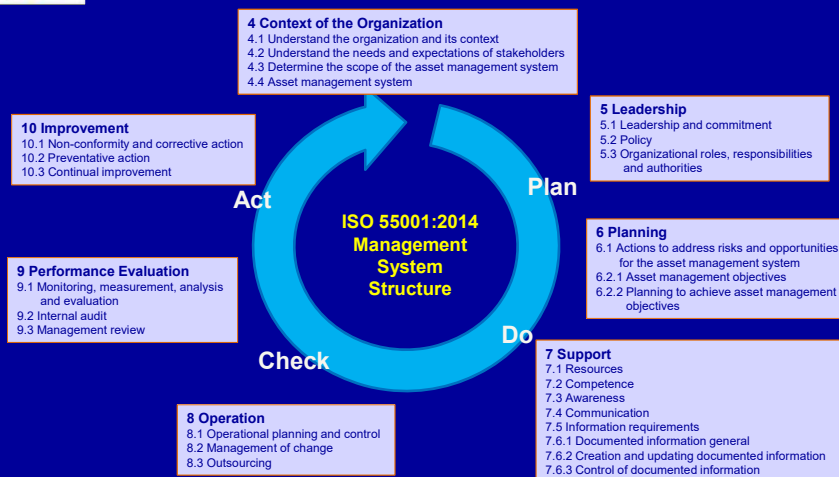 4 Context of the Organization
4.1 Understand the organization and its context
4.2 Understand the needs and expectations of stakeholders
4.3 Determine the scope of the asset management system
4.4 Asset management system
5 Leadership
5.1 Leadership and commitment
5.2 Policy
5.3 Organizational roles, responsibilities
and authorities
Plan
6 Planning
6.1 Actions to address risks and opportunities
for the asset management system
6.2.1 Asset management objectives
6.2.2 Planning to achieve asset management
objectives
Do
7 Support
7.1 Resources
7.2 Competence
7.3 Awareness
7.4 Communication
7.5 Information requirements
7.6.1 Documented information general
7.6.2 Creation and updating documented information
7.6.3 Control of documented information
8 Operation
8.1 Operational planning and control
8.2 Management of change
8.3 Outsourcing
Check
9 Performance Evaluation
9.1 Monitoring, measurement, analysis
and evaluation
9.2 Internal audit
9.3 Management review
Act
10 Improvement
10.1 Non-conformity and corrective action
10.2 Preventative action
10.3 Continual improvement
ISO 55001:2014
Management
System
Structure